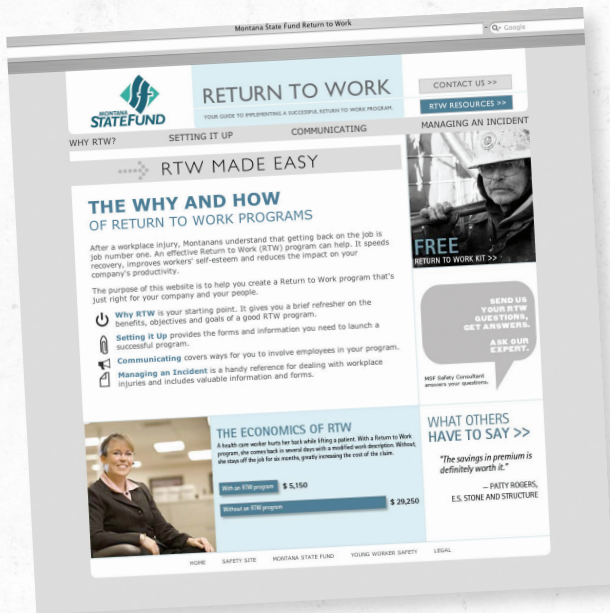 Montana State Fund Return to Work
Google
MONTANA
STATEFUND
RETURN TO WORK
YOUR GUIDE TO IMPLEMENTING A SUCCESSFUL RETURN TO WORK PROGRAM.
CONTACT US >>
RTW RESOURCES >>
WHY RTW?
SETTING IT UP
COMMUNICATING
MANAGING AN INCIDENT
RTW MADE EASY
THE WHY AND HOW
OF RETURN TO WORK PROGRAMS
After a workplace injury, Montanans understand that getting back on the job is
job number one. An effective Return to Work (RTW) program can help. It speeds
recovery, improves workers' self-esteem and reduces the impact on your
company's productivity.
The purpose of this website is to help you create a Return to Work program that's
just right for your company and your people.
Why RTW is your starting point. It gives you a brief refresher on the
benefits, objectives and goals of a good RTW program.
Setting it Up provides the forms and information you need to launch a
successful program.
Communicating covers ways for you to involve employees in your program.
Managing an Incident is a handy reference for dealing with workplace
injuries and includes valuable information and forms.
FREE
RETURN TO WORK KIT >>
SEND US
YOUR RTW
QUESTIONS,
GET ANSWERS.
ASK OUR
EXPERT.
MSF Safety Consultant
answers your questions.
THE ECONOMICS OF RTW
A health care worker hurts her back while lifting a patient. With a Return to Work
program, she comes back in several days with a modified work description. Without,
she stays off the job for six months, greatly increasing the cost of the claim.
With an RTW program
$ 5,150
Without an RTW program
$ 29,250
WHAT OTHERS
HAVE TO SAY >>
"The savings in premium is
definitely worth it."
— PATTY ROGERS,
E.S. STONE AND STRUCTURE
HOME
SAFETY SITE
MONTANA STATE FUND
YOUNG WORKER SAFETY
LEGAL